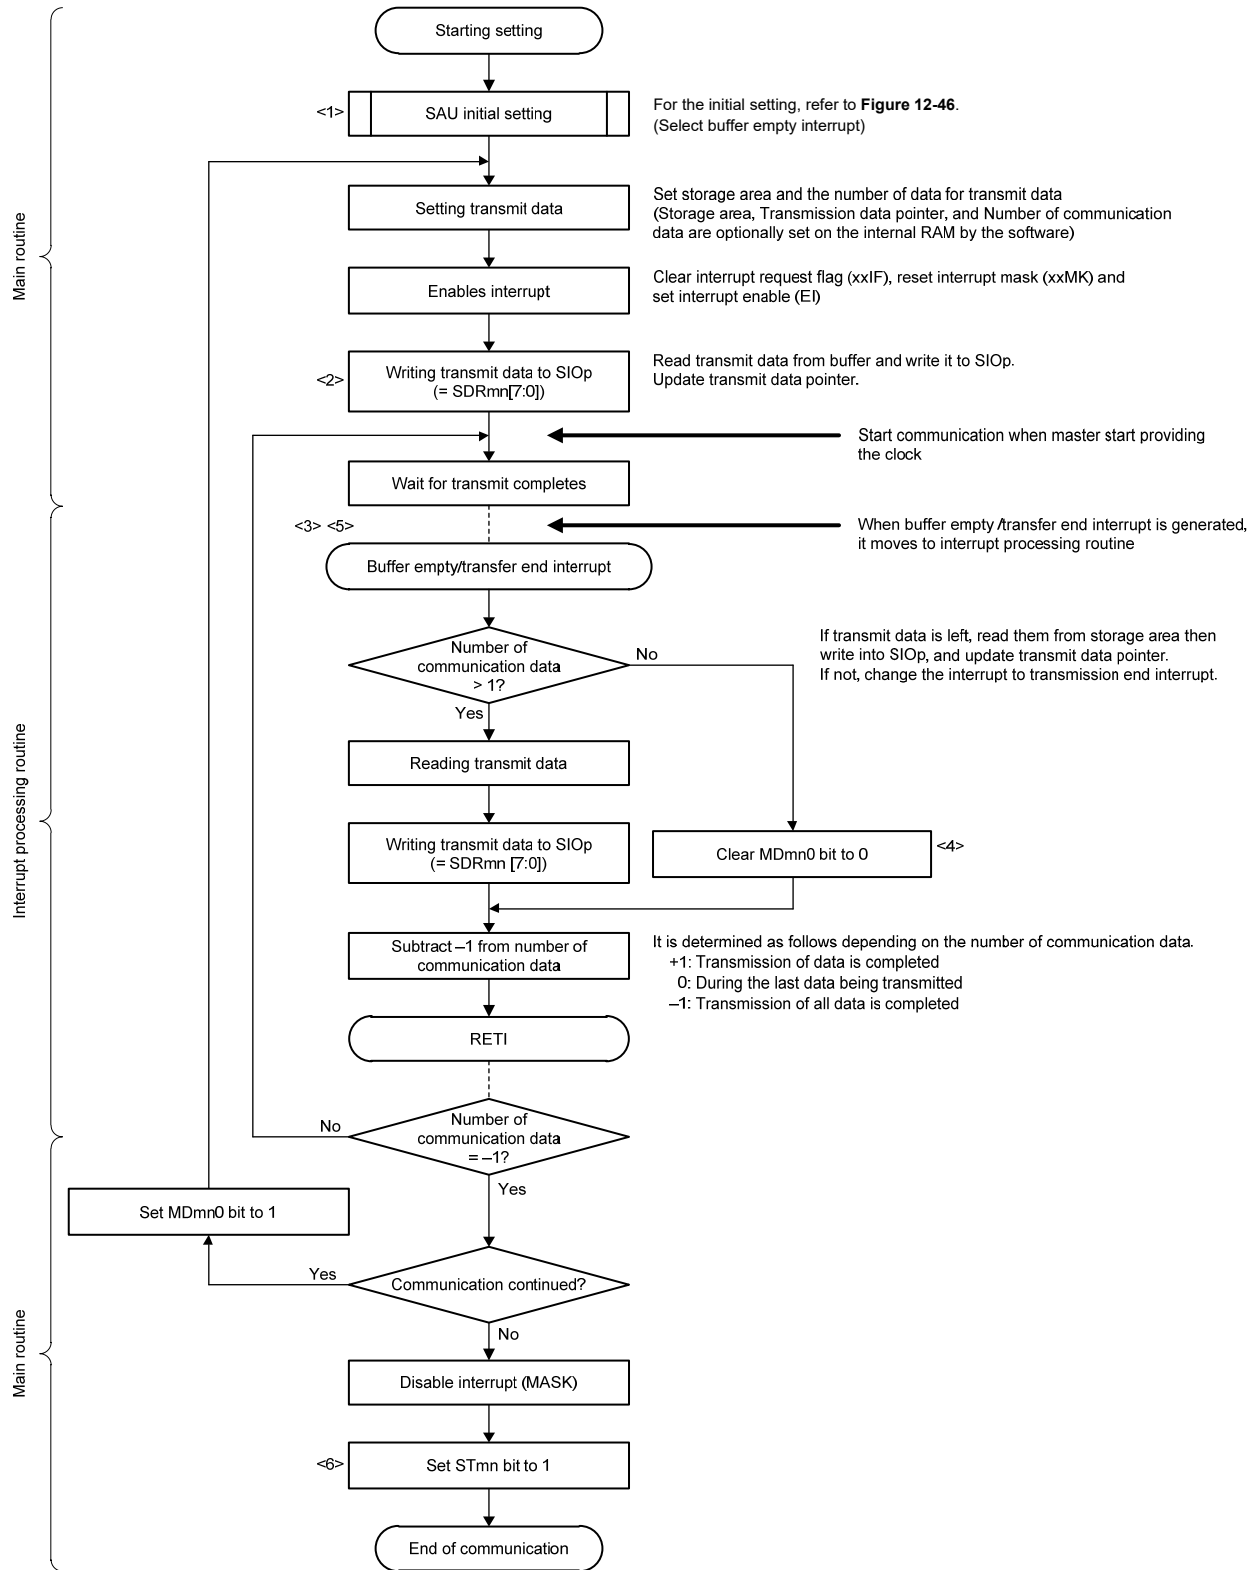 Starting setting
<1>
SAU initial setting
For the initial setting, refer to Figure 12-46.
(Select buffer empty interrupt)
Main routine
Setting transmit data
Set storage area and the number of data for transmit data
(Storage area, Transmission data pointer, and Number of communication
data are optionally set on the internal RAM by the software)
Enables interrupt
Clear interrupt request flag (xxIF), reset interrupt mask (xxMK) and
set interrupt enable (EI)
<2>
Writing transmit data to SIOp
(= SDRmn[7:0])
Read transmit data from buffer and write it to SIOp.
Update transmit data pointer.
Start communication when master start providing
the clock
Wait for transmit completes
<3> <5>
When buffer empty/transfer end interrupt is generated,
it moves to interrupt processing routine
Buffer empty/transfer end interrupt
Interrupt processing routine
Number of
communication data
> 1?
No
Yes
If transmit data is left, read them from storage area then
write into SIOp, and update transmit data pointer.
If not, change the interrupt to transmission end interrupt.
Reading transmit data
Writing transmit data to SIOp
(= SDRmn [7:0])
Clear MDmn0 bit to 0
<4>
Subtract –1 from number of
communication data
It is determined as follows depending on the number of communication data.
+1: Transmission of data is completed
0: During the last data being transmitted
–1: Transmission of all data is completed
RETI
Number of
communication data
= –1?
No
Yes
Set MDmn0 bit to 1
Main routine
Communication continued?
Yes
No
Disable interrupt (MASK)
<6>
Set STmn bit to 1
End of communication